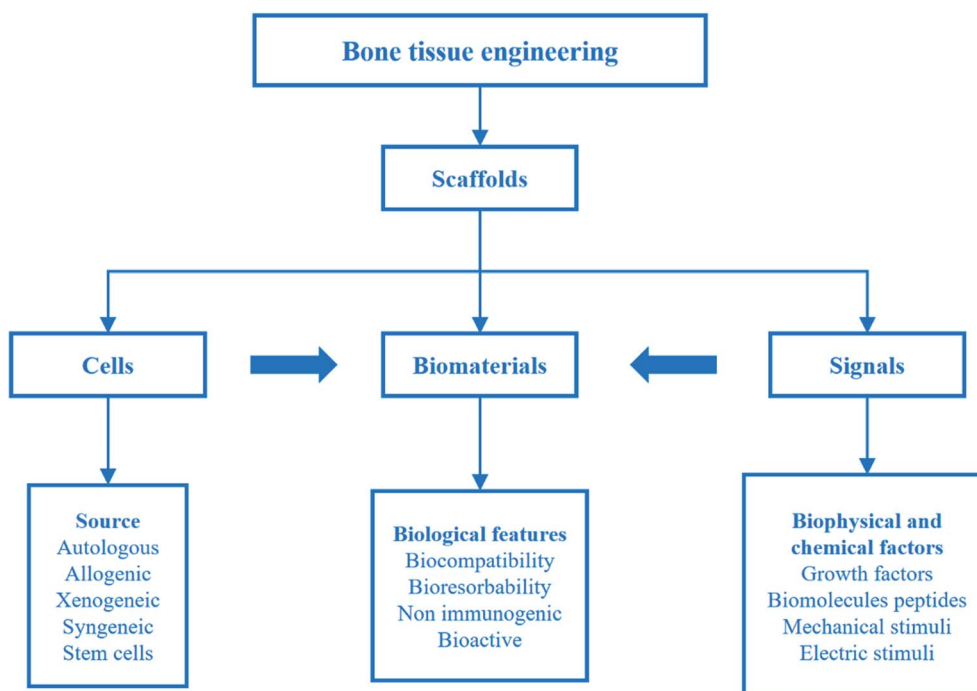 Bone tissue engineering
Scaffolds
Cells
Biomaterials
Signals
Source
Autologous
Allogenic
Xenogeneic
Syngeneic
Stem cells
Biological features
Biocompatibility
Bioresorbability
Non immunogenic
Bioactive
Biophysical and
chemical factors
Growth factors
Biomolecules peptides
Mechanical stimuli
Electric stimuli